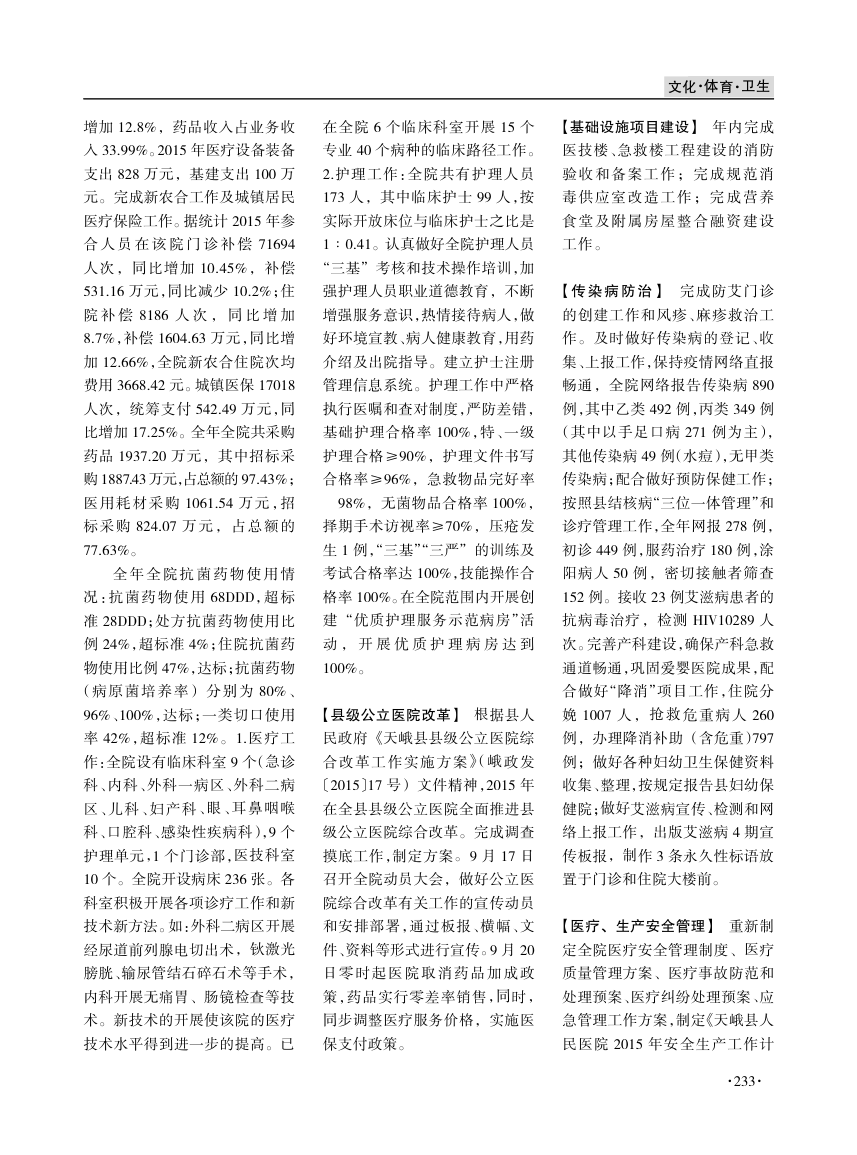 文化·体育·卫生
增加 12.8%，药品收入占业务收
入 33.99%。2015 年医疗设备装备
支出 828 万元，基建支出 100 万
元。完成新农合工作及城镇居民
医疗保险工作。据统计 2015 年参
合人员在该院门诊补偿 71694
人次，同比增加 10.45%，补偿
531.16 万元，同比减少 10.2%；住
院补偿 8186 人次，同比增加
8.7%，补偿 1604.63 万元，同比增
加 12.66%，全院新农合住院次均
费用 3668.42 元。城镇医保 17018
人次，统筹支付 542.49 万元，同
比增加 17.25%。全年全院共采购
药品 1937.20 万元，其中招标采
购 1887.43 万元，占总额的 97.43%；
医用耗材采购 1061.54 万元，招
标采购 824.07 万元，占总额的
77.63%。
全年全院抗菌药物使用情
况：抗菌药物使用 68DDD，超标
准 28DDD；处方抗菌药物使用比
例 24%，超标准 4%；住院抗菌药
物使用比例 47%，达标；抗菌药物
（病原菌培养率）分别为 80%、
96%、100%，达标；一类切口使用
率 42%，超标准 12%。1.医疗工
作：全院设有临床科室 9 个（急诊
科、内科、外科一病区、外科二病
区、儿科、妇产科、眼、耳鼻咽喉
科、口腔科、感染性疾病科），9 个
护理单元，1 个门诊部，医技科室
10 个。全院开设病床 236 张。各
科室积极开展各项诊疗工作和新
技术新方法。如：外科二病区开展
经尿道前列腺电切出术，钬激光
膀胱、输尿管结石碎石术等手术，
内科开展无痛胃、肠镜检查等技
术。新技术的开展使该院的医疗
技术水平得到进一步的提高。已
在全院 6 个临床科室开展 15 个
专业 40 个病种的临床路径工作。
2.护理工作：全院共有护理人员
173 人，其中临床护士 99 人，按
实际开放床位与临床护士之比是
1∶0.41。认真做好全院护理人员
“三基”考核和技术操作培训，加
强护理人员职业道德教育，不断
增强服务意识，热情接待病人，做
好环境宣教、病人健康教育，用药
介绍及出院指导。建立护士注册
管理信息系统。护理工作中严格
执行医嘱和查对制度，严防差错，
基础护理合格率 100%，特、一级
护理合格≥90%，护理文件书写
合格率≥96%，急救物品完好率
98%，无菌物品合格率 100%，
择期手术访视率≥70%，压疮发
生 1 例，“三基”“三严”的训练及
考试合格率达 100%，技能操作合
格率 100%。在全院范围内开展创
建“优质护理服务示范病房”活
动，开展优质护理病房达到
100%。
【县级公立医院改革】 根据县人
民政府《天峨县县级公立医院综
合改革工作实施方案》（峨政发
〔2015〕17 号）文件精神，2015 年
在全县县级公立医院全面推进县
级公立医院综合改革。完成调查
摸底工作，制定方案。9 月 17 日
召开全院动员大会，做好公立医
院综合改革有关工作的宣传动员
和安排部署，通过板报、横幅、文
件、资料等形式进行宣传。9 月 20
日零时起医院取消药品加成政
策，药品实行零差率销售，同时，
同步调整医疗服务价格，实施医
保支付政策。
【基础设施项目建设】 年内完成
医技楼、急救楼工程建设的消防
验收和备案工作；完成规范消
毒供应室改造工作；完成营养
食堂及附属房屋整合融资建设
工作。
【传染病防治】 完成防艾门诊
的创建工作和风疹、麻疹救治工
作。及时做好传染病的登记、收
集、上报工作，保持疫情网络直报
畅通，全院网络报告传染病 890
例，其中乙类 492 例，丙类 349 例
（其中以手足口病 271 例为主），
其他传染病 49 例（水痘），无甲类
传染病；配合做好预防保健工作；
按照县结核病“三位一体管理”和
诊疗管理工作，全年网报 278 例，
初诊 449 例，服药治疗 180 例，涂
阳病人 50 例，密切接触者筛查
152 例。接收 23 例艾滋病患者的
抗病毒治疗，检测 HIV10289 人
次。完善产科建设，确保产科急救
通道畅通，巩固爱婴医院成果，配
合做好“降消”项目工作，住院分
娩 1007 人，抢救危重病人 260
例，办理降消补助（含危重）797
例；做好各种妇幼卫生保健资料
收集、整理，按规定报告县妇幼保
健院；做好艾滋病宣传、检测和网
络上报工作，出版艾滋病 4 期宣
传板报，制作 3 条永久性标语放
置于门诊和住院大楼前。
【医疗、生产安全管理】 重新制
定全院医疗安全管理制度、医疗
质量管理方案、医疗事故防范和
处理预案、医疗纠纷处理预案、应
急管理工作方案，制定《天峨县人
民医院 2015 年安全生产工作计
·233·